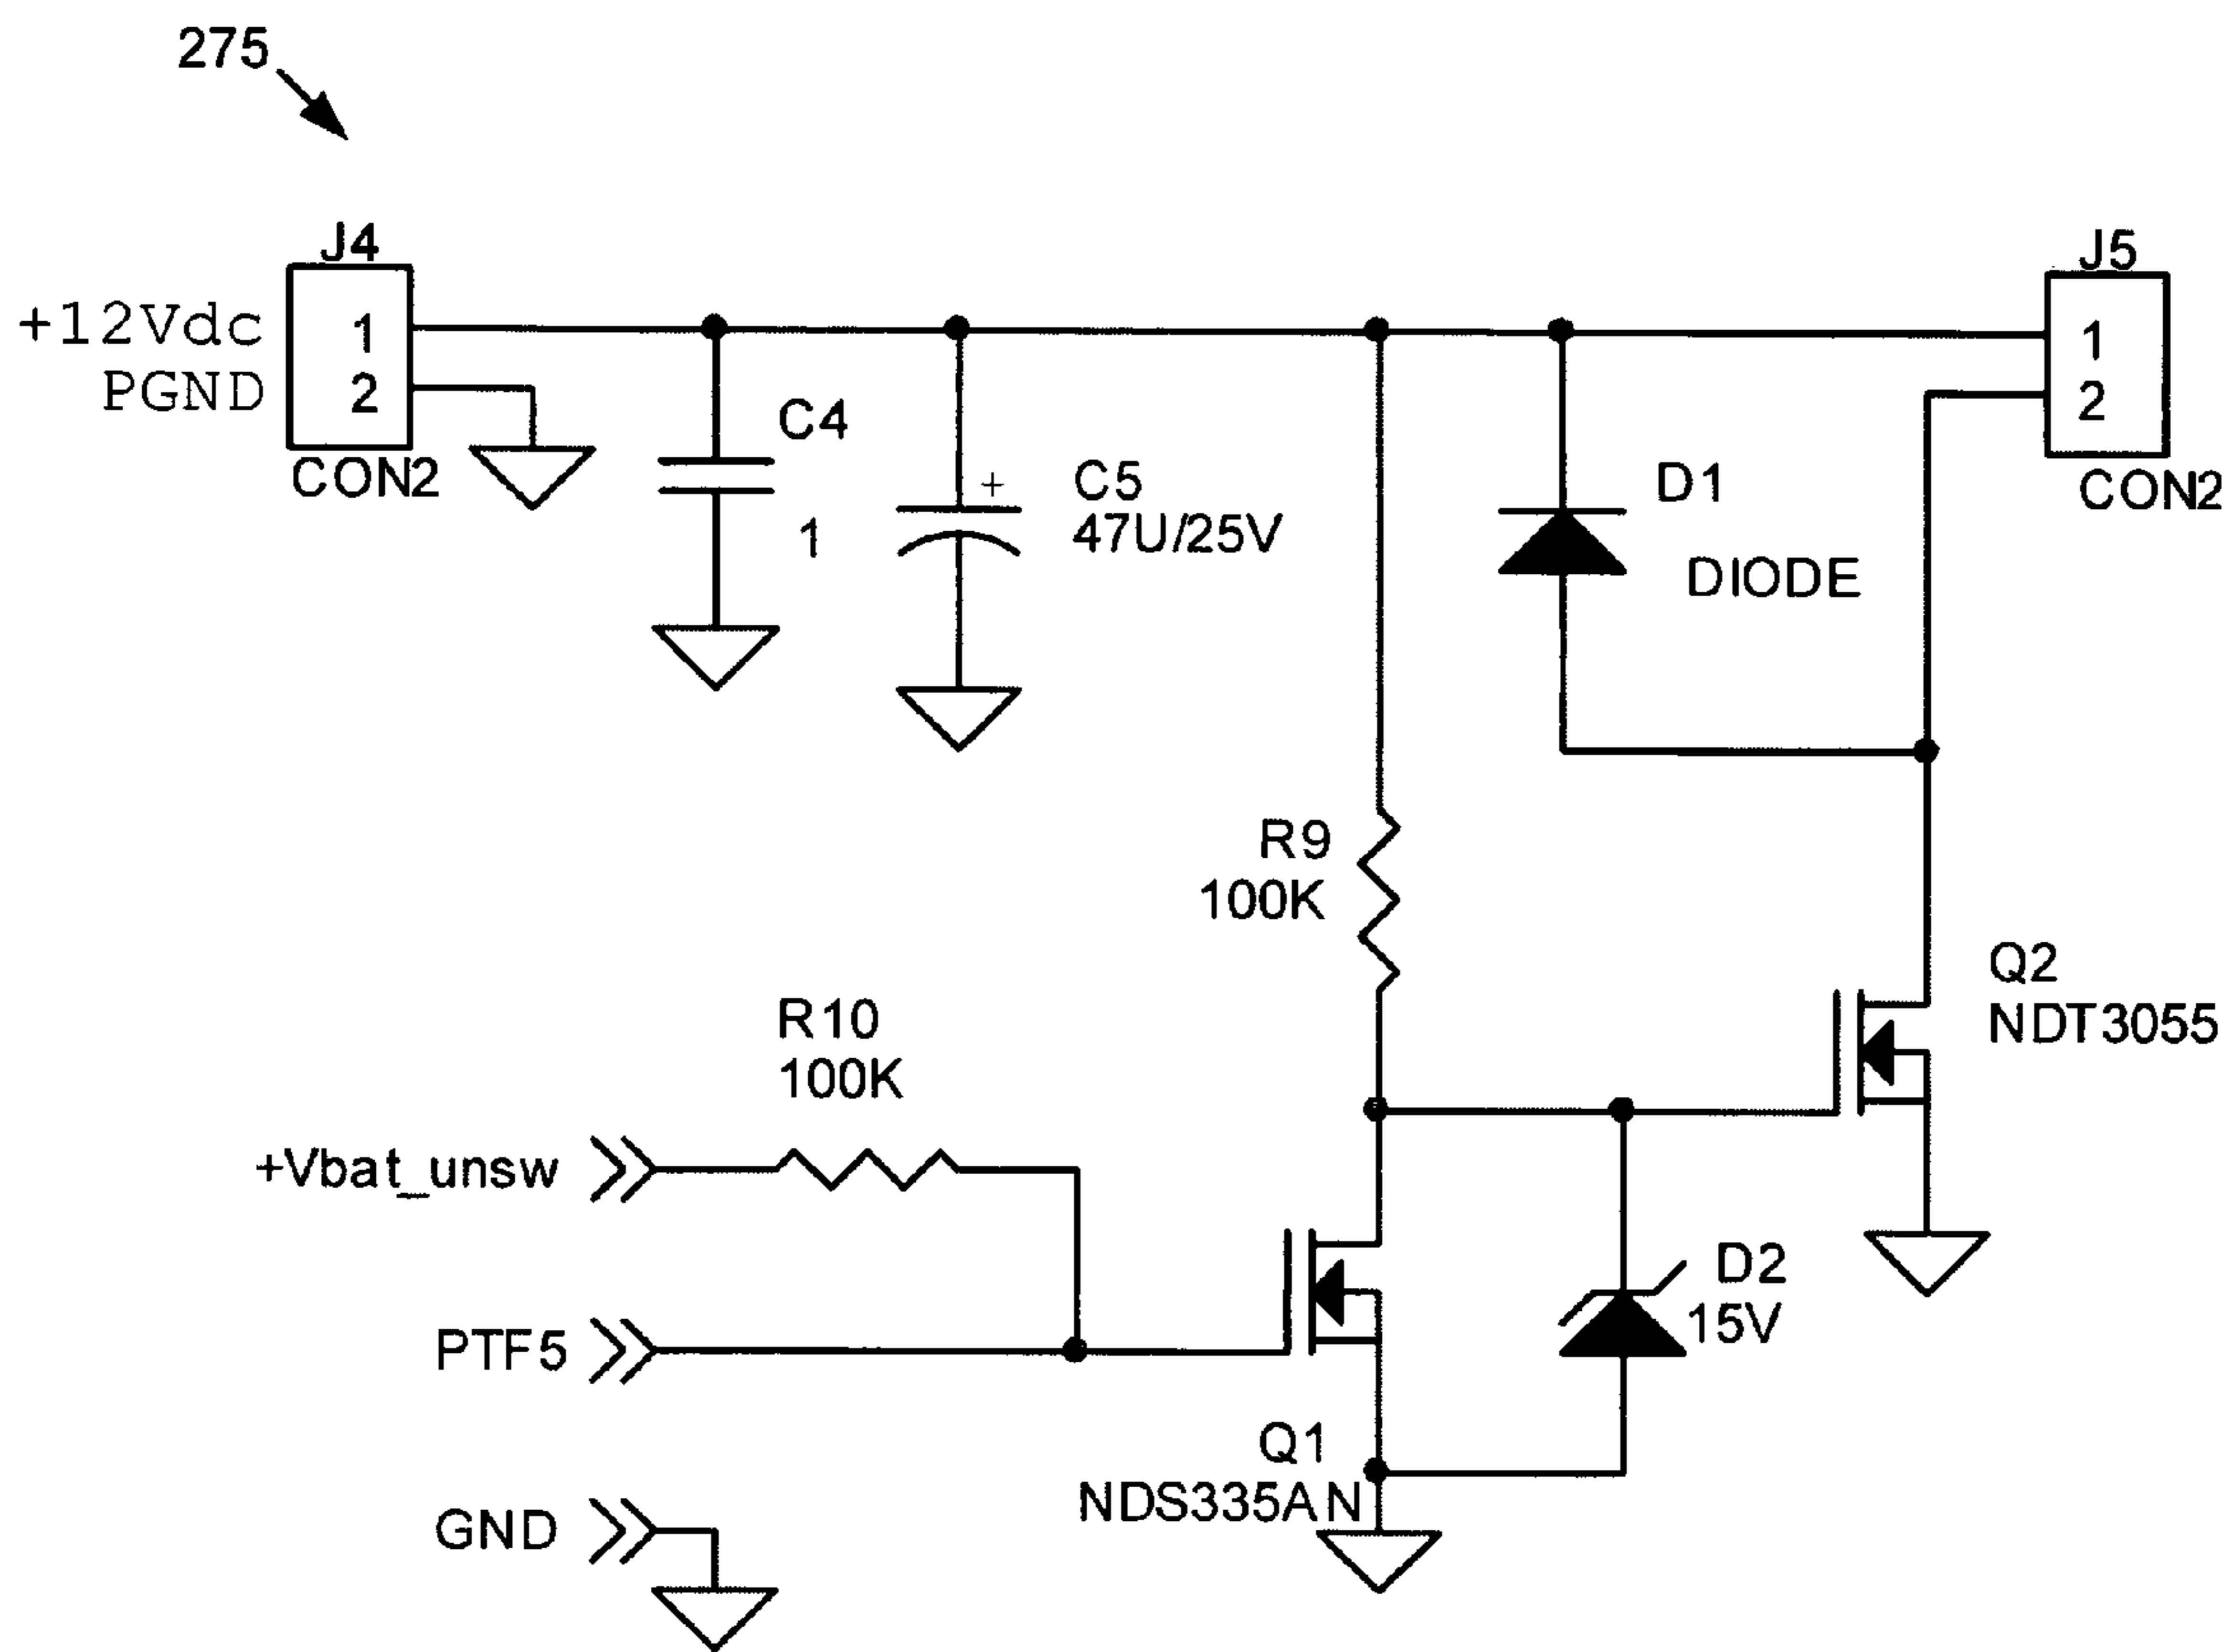 275
J4
+12Vdc
1
PGND
2
CON2
J5
1
2
CON2
C4
1
+
C5
47U/25V
D1
DIODE
R9
100K
Q2
NDT3055
R10
100K
+Vbat_unsw
PTF5
D2
15V
Q1
NDS335AN
GND